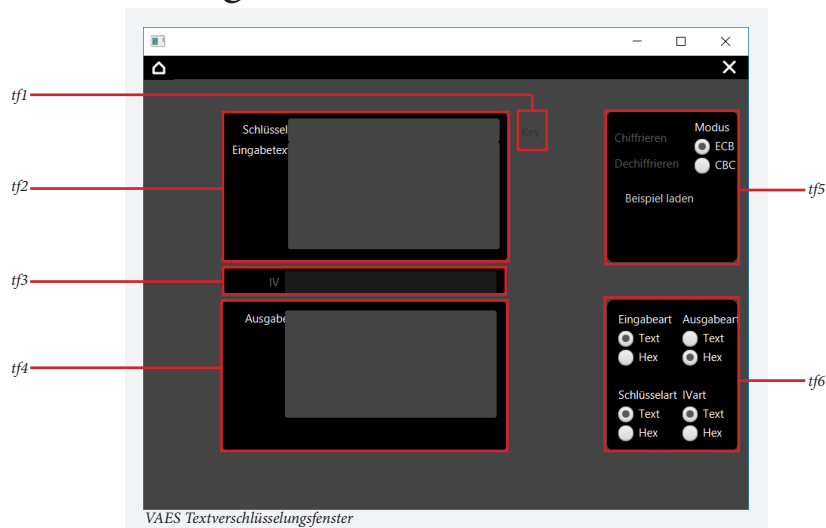 tf1
Schlüssel
Key
Eingabetex
tf2
Chiffrieren
Dechiffrieren
Modus
ECB
CBC
Beispiel laden
tf5
tf3
IV
tf4
Ausgabe
Eingabeart Ausgabeart
Text Text
Hex Hex
Schlüsselart IVart
Text Text
Hex Hex
tf6
VAES Textverschlüsselungsfenster